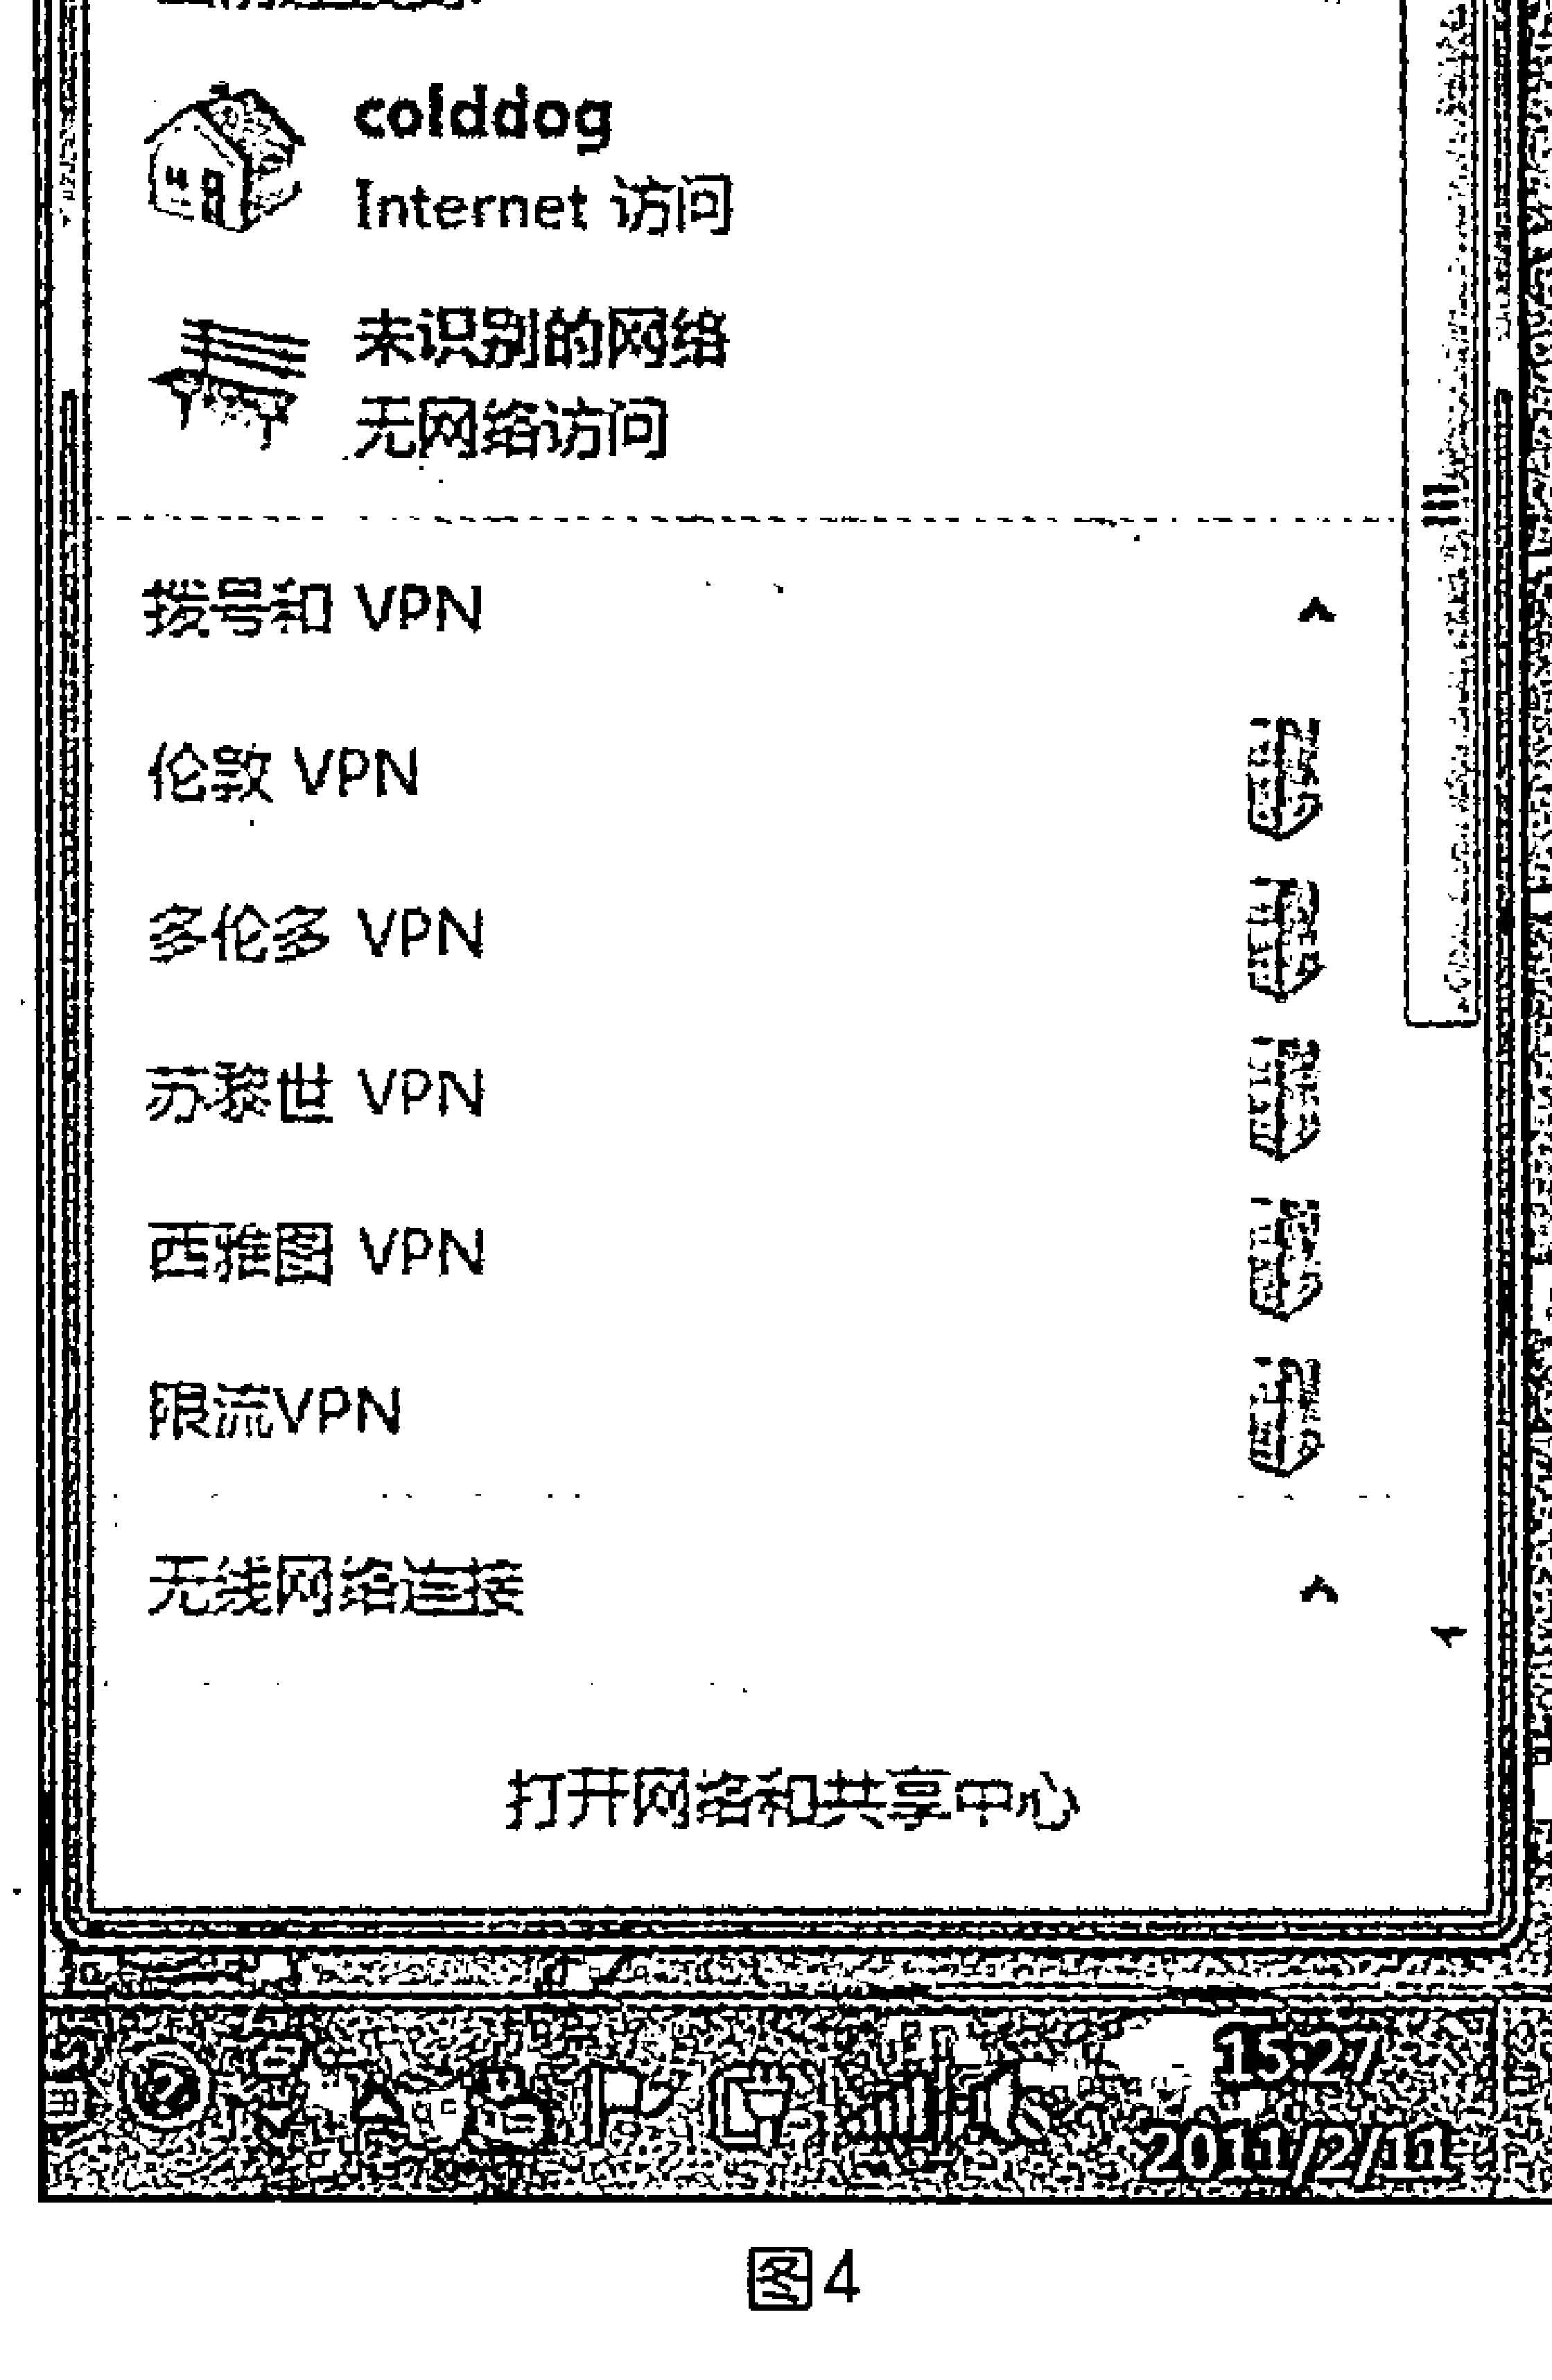 colddog
Internet 访问
未识别的网络
无网络访问
拨号和 VPN
伦敦 VPN
多伦多 VPN
苏黎世 VPN
西雅图 VPN
限流VPN
无线网络连接
打开网络和共享中心
15:27
2011/2/11
图4